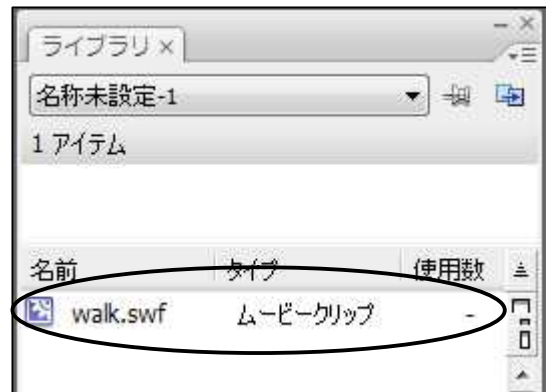 ライブラリ ×
名称未設定-1
1 アイテム
名前 タイプ 使用数
walk.swf ムービークリップ -